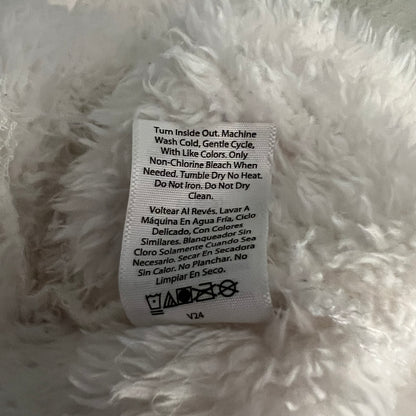 Turn Inside Out. Machine
Wash Cold, Gentle Cycle,
With Like Colors. Only
Non-Chlorine Bleach When
Needed. Tumble Dry No Heat.
Do Not Iron. Do Not Dry
Clean.
Voltear Al Revés. Lavar A
Máquina En Agua Fría, Ciclo
Delicado, Con Colores
Similares. Blanqueador Sin
Cloro Solamente Cuando Sea
Necesario. Secar En Secadora
Sin Calor. No Planchar. No
Limpiar En Seco.
V24